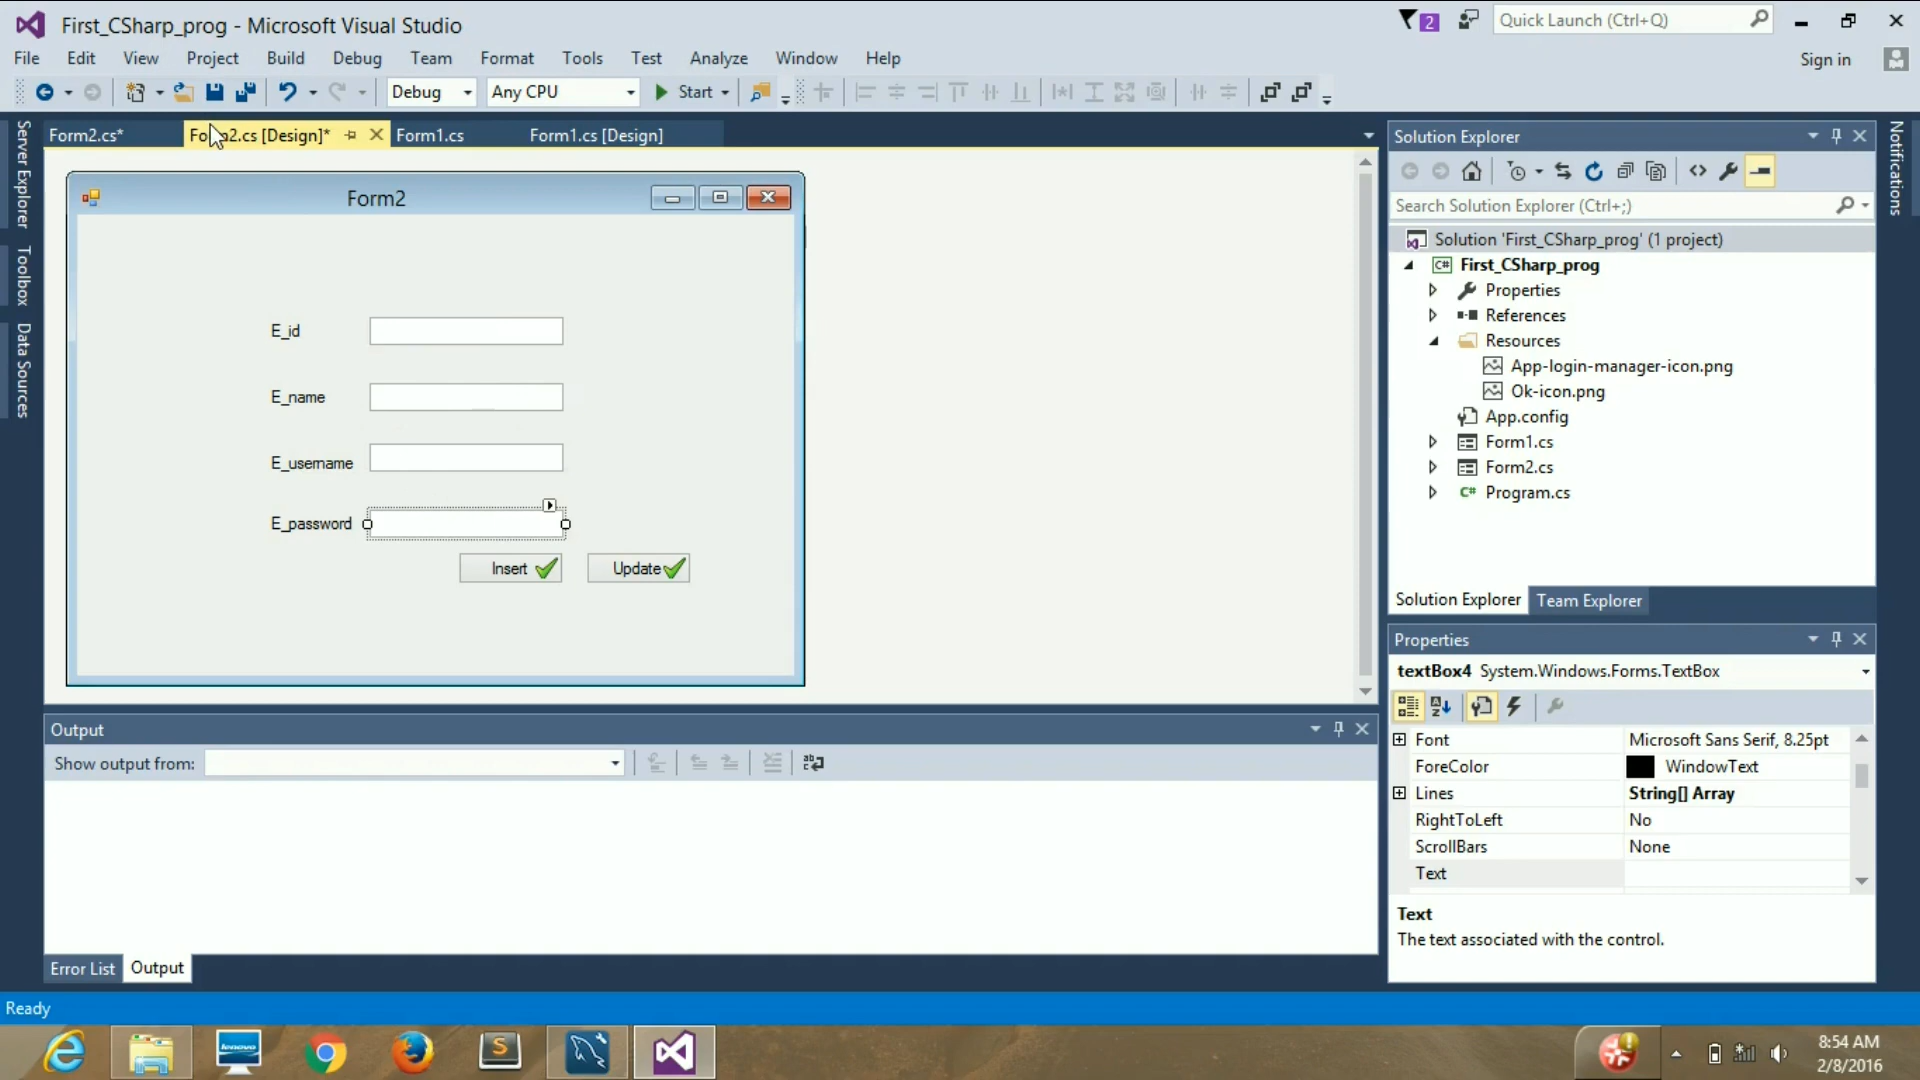 First_CSharp_prog - Microsoft Visual Studio
2
Quick Launch (Ctrl+Q)
File Edit View Project Build Debug Team Format Tools Test Analyze Window Help
Sign in
Debug Any CPU Start
Server Explorer
Toolbox
Data Sources
Form2.cs* Form2.cs [Design]* Form1.cs Form1.cs [Design]
Form2
E_id
E_name
E_username
E_password
Insert Update
Output
Show output from:
Error List Output
Solution Explorer
Search Solution Explorer (Ctrl+;)
Solution 'First_CSharp_prog' (1 project)
First_CSharp_prog
Properties
References
Resources
App-login-manager-icon.png
Ok-icon.png
App.config
Form1.cs
Form2.cs
Program.cs
Solution Explorer Team Explorer
Properties
textBox4 System.Windows.Forms.TextBox
Font Microsoft Sans Serif, 8.25pt
ForeColor WindowText
Lines String[] Array
RightToLeft No
ScrollBars None
Text
Text
The text associated with the control.
Notifications
Ready
lenovo
S
8:54 AM
2/8/2016